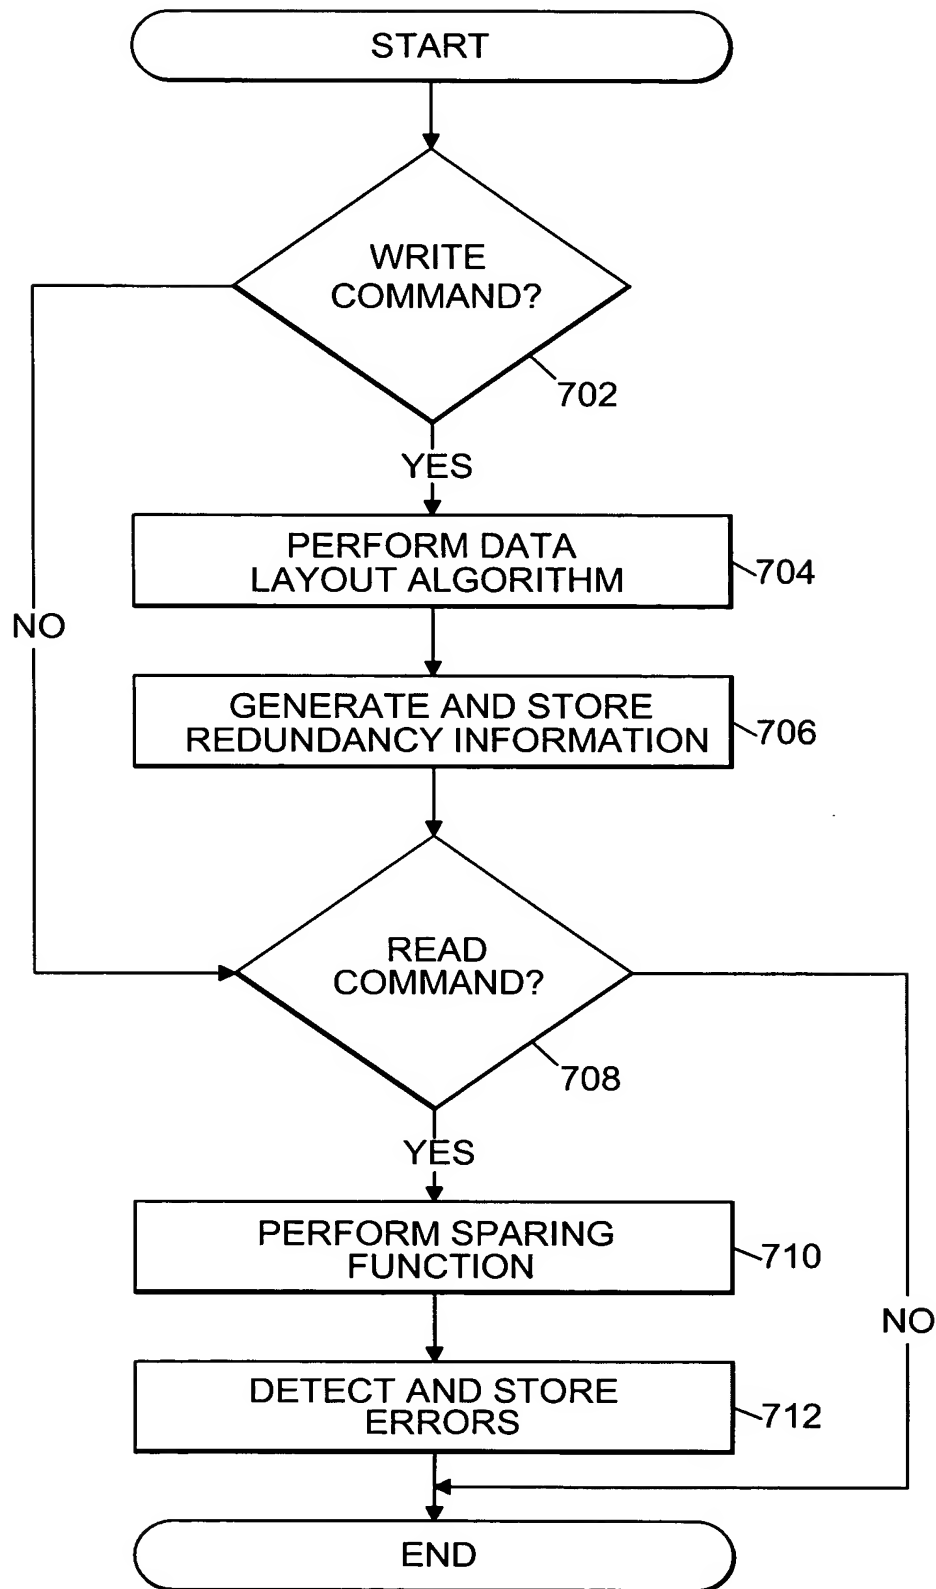 START
WRITE
COMMAND?
702
YES
PERFORM DATA
LAYOUT ALGORITHM
704
NO
GENERATE AND STORE
REDUNDANCY INFORMATION
706
READ
COMMAND?
708
YES
PERFORM SPARING
FUNCTION
710
NO
DETECT AND STORE
ERRORS
712
END